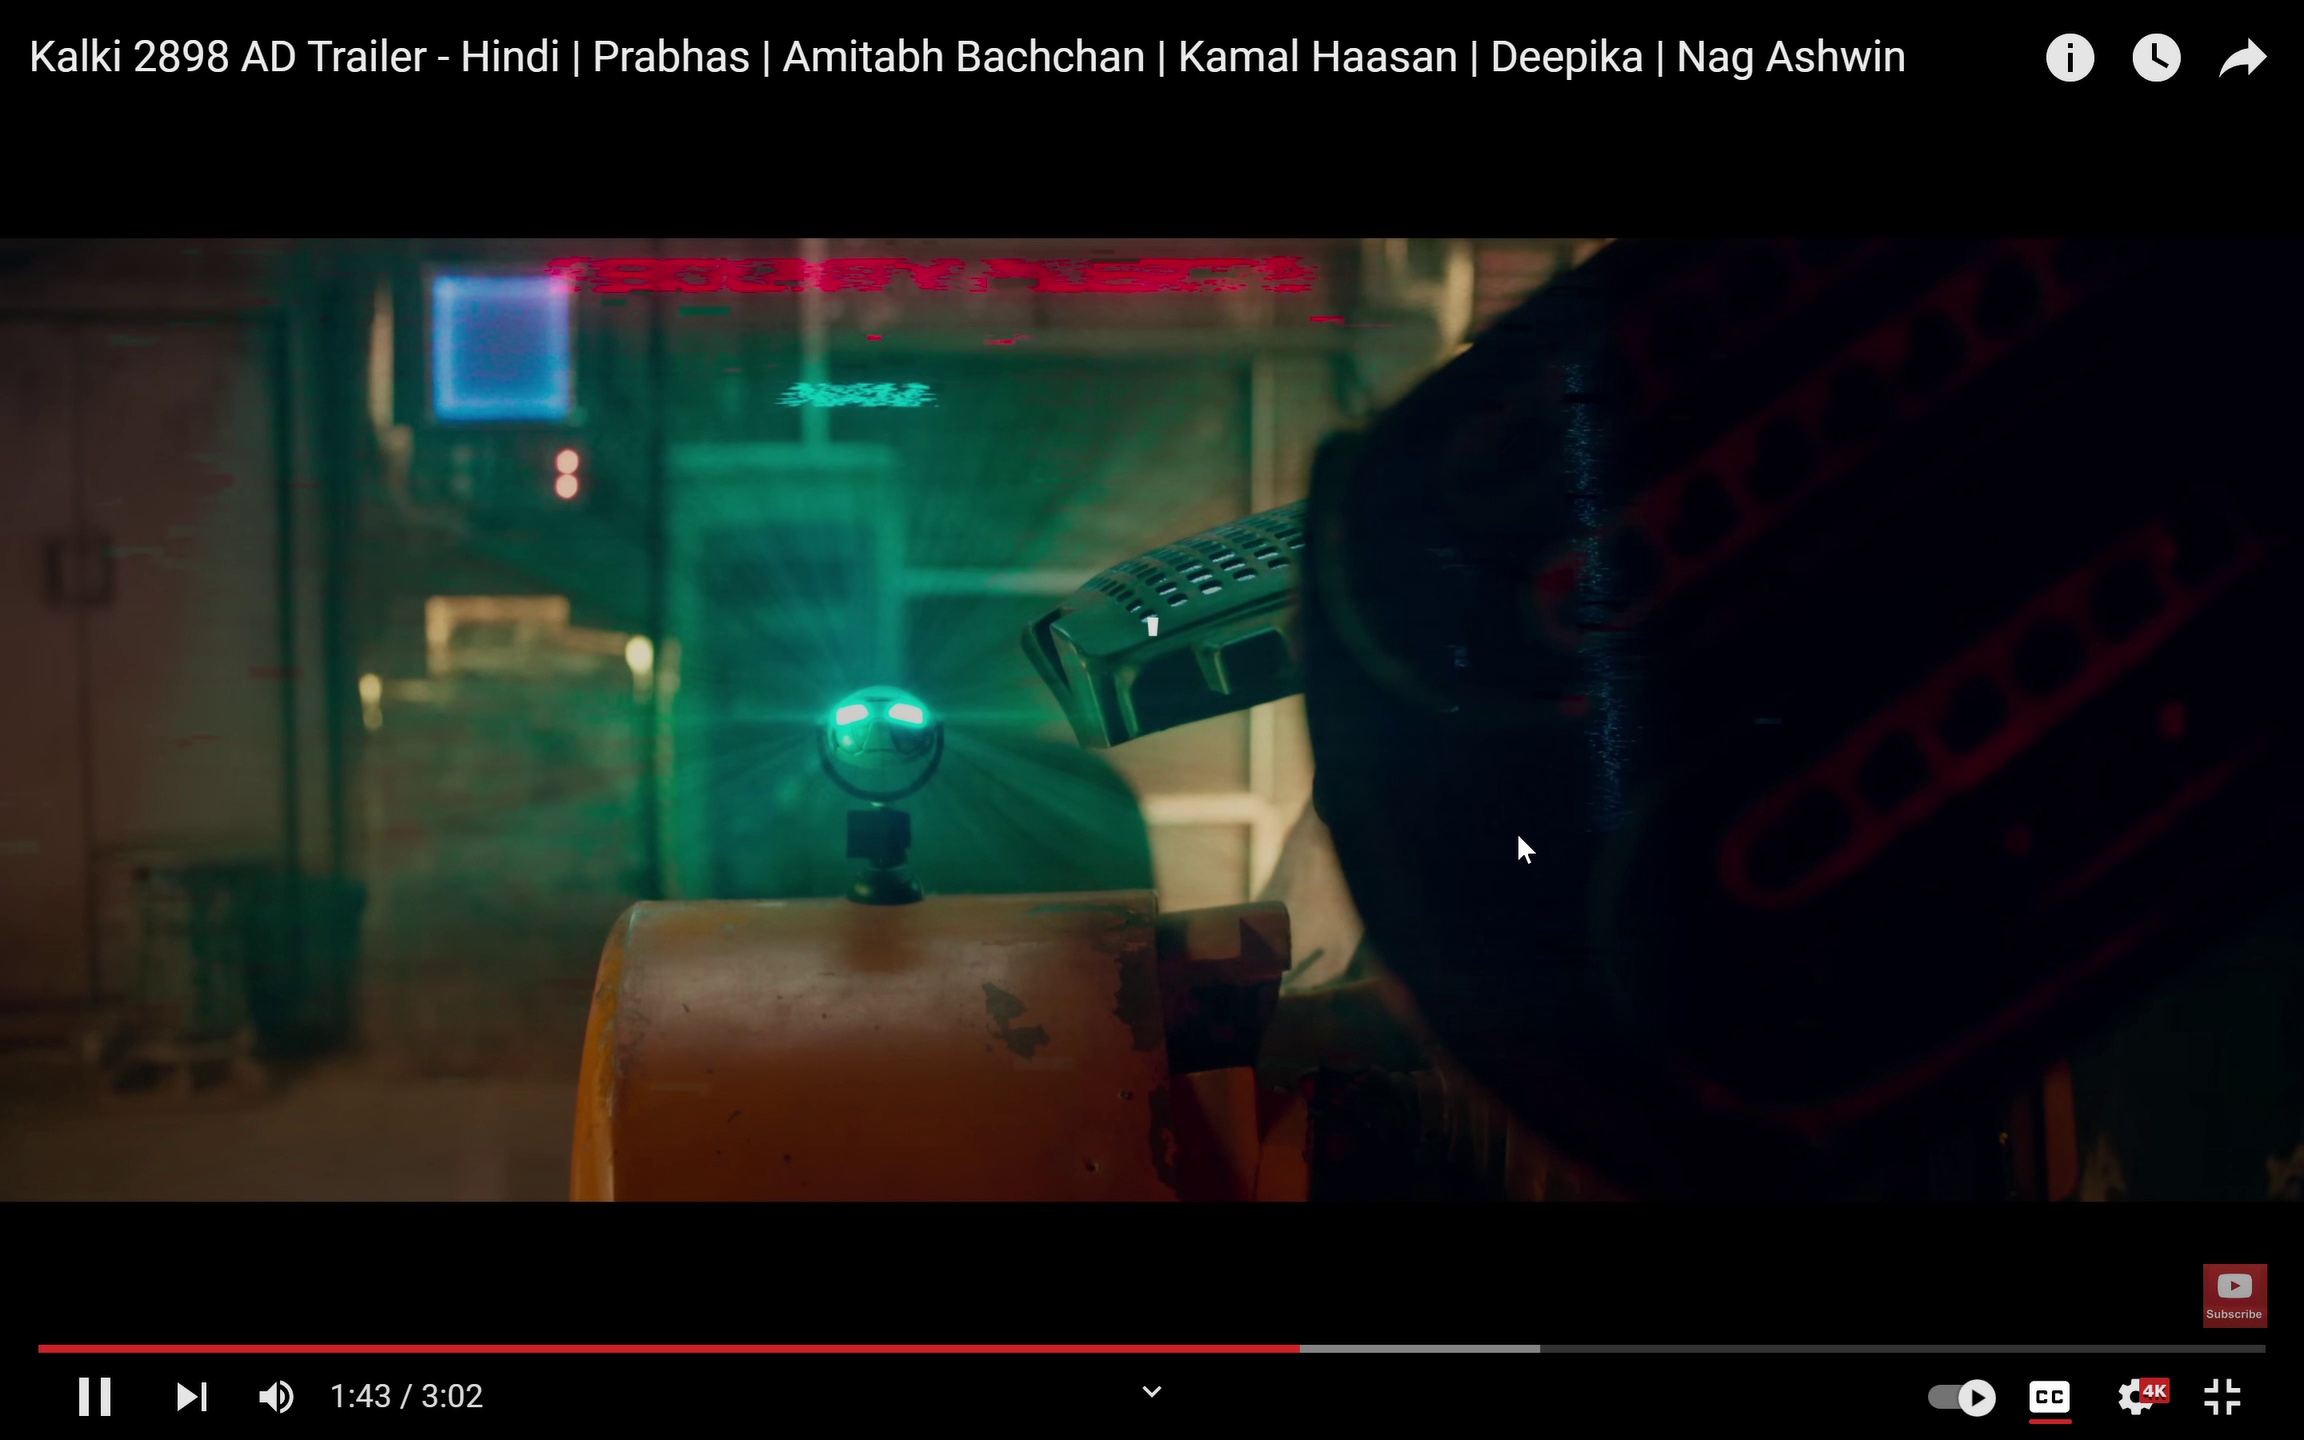 Kalki 2898 AD Trailer - Hindi | Prabhas | Amitabh Bachchan | Kamal Haasan | Deepika | Nag Ashwin
Subscribe
1:43 / 3:02
CC
4K